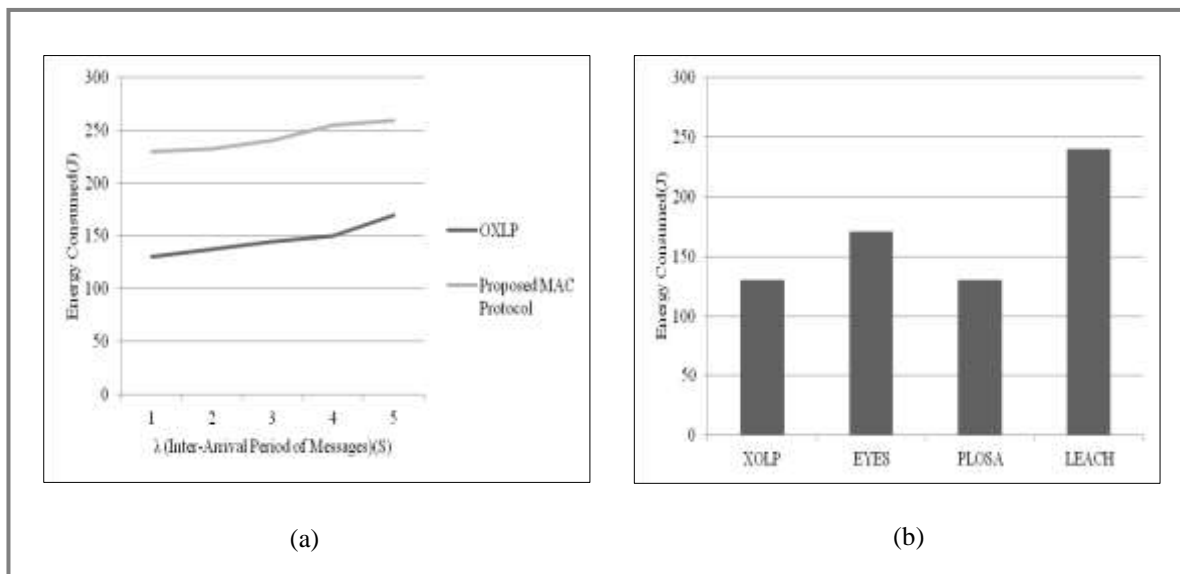 300
250
200
150
100
50
0
Energy Consumed(J)
1 2 3 4 5
λ (Inter-Arrival Period of Messages)(S)
OXLP
Proposed MAC
Protocol
(a)
300
250
200
150
100
50
0
Energy Consumed(J)
XOLP EYES PLOSA LEACH
(b)